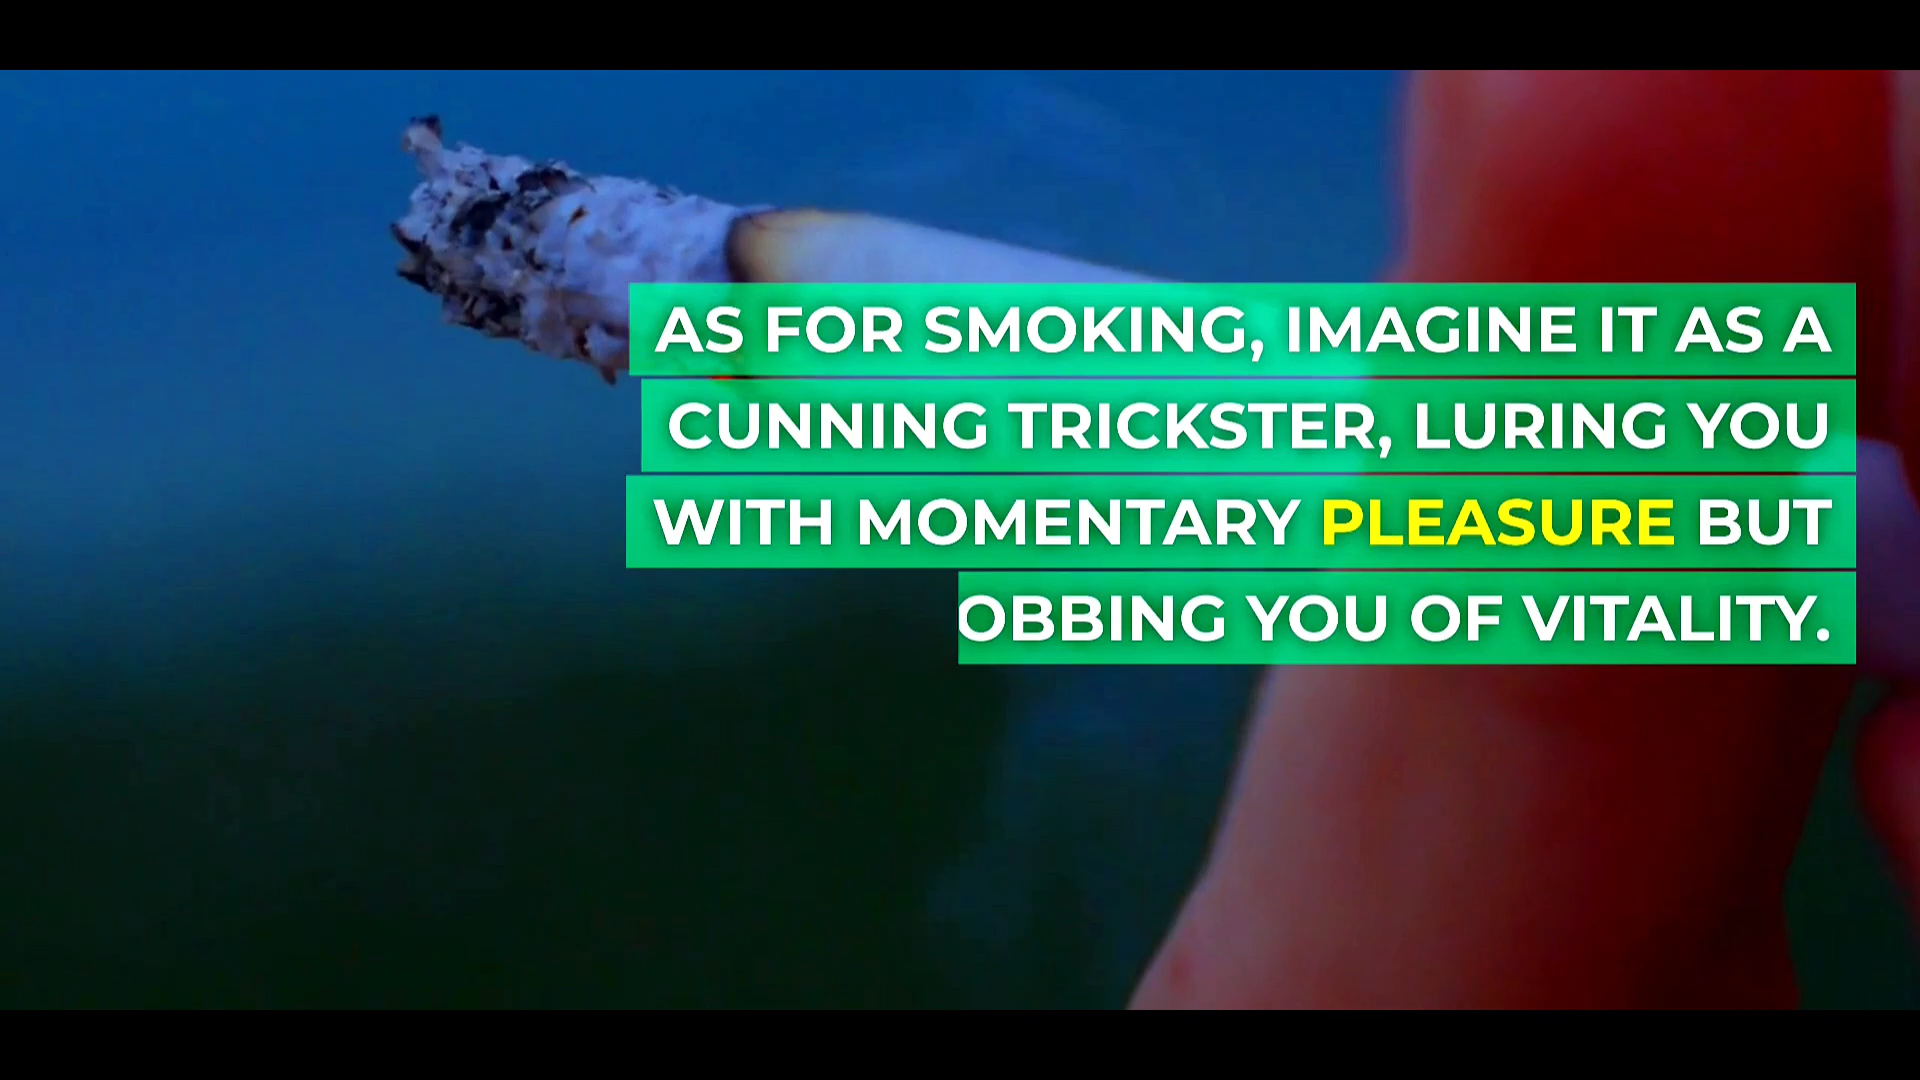 AS FOR SMOKING, IMAGINE IT AS A
CUNNING TRICKSTER, LURING YOU
WITH MOMENTARY PLEASURE BUT
OBBING YOU OF VITALITY.